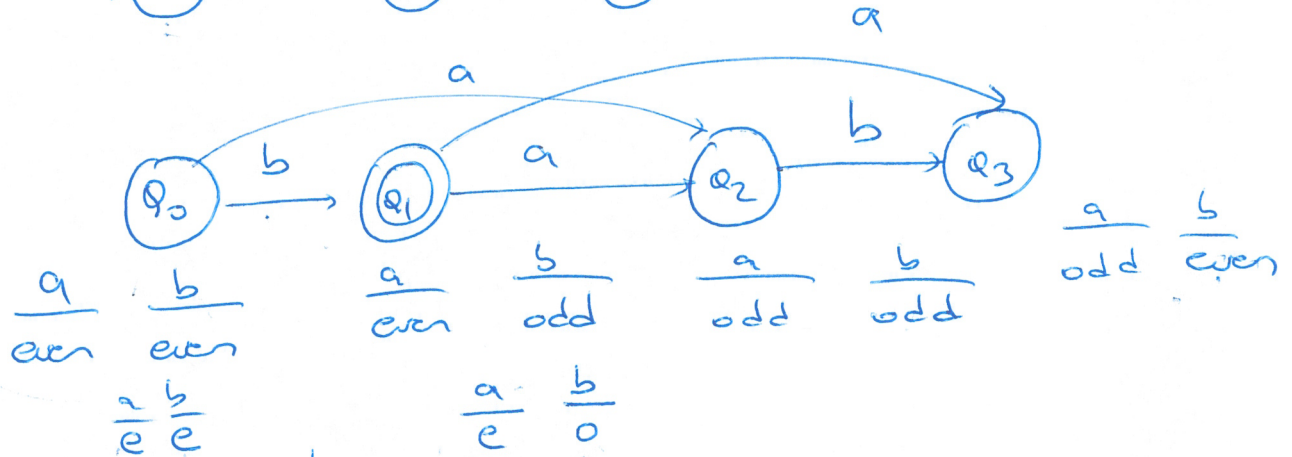 a
a
b
a
b
Q0
Q1
Q2
Q3
a b
odd even
a b
even even
a b
even odd
a b
odd odd
a b
e e
a b
e o